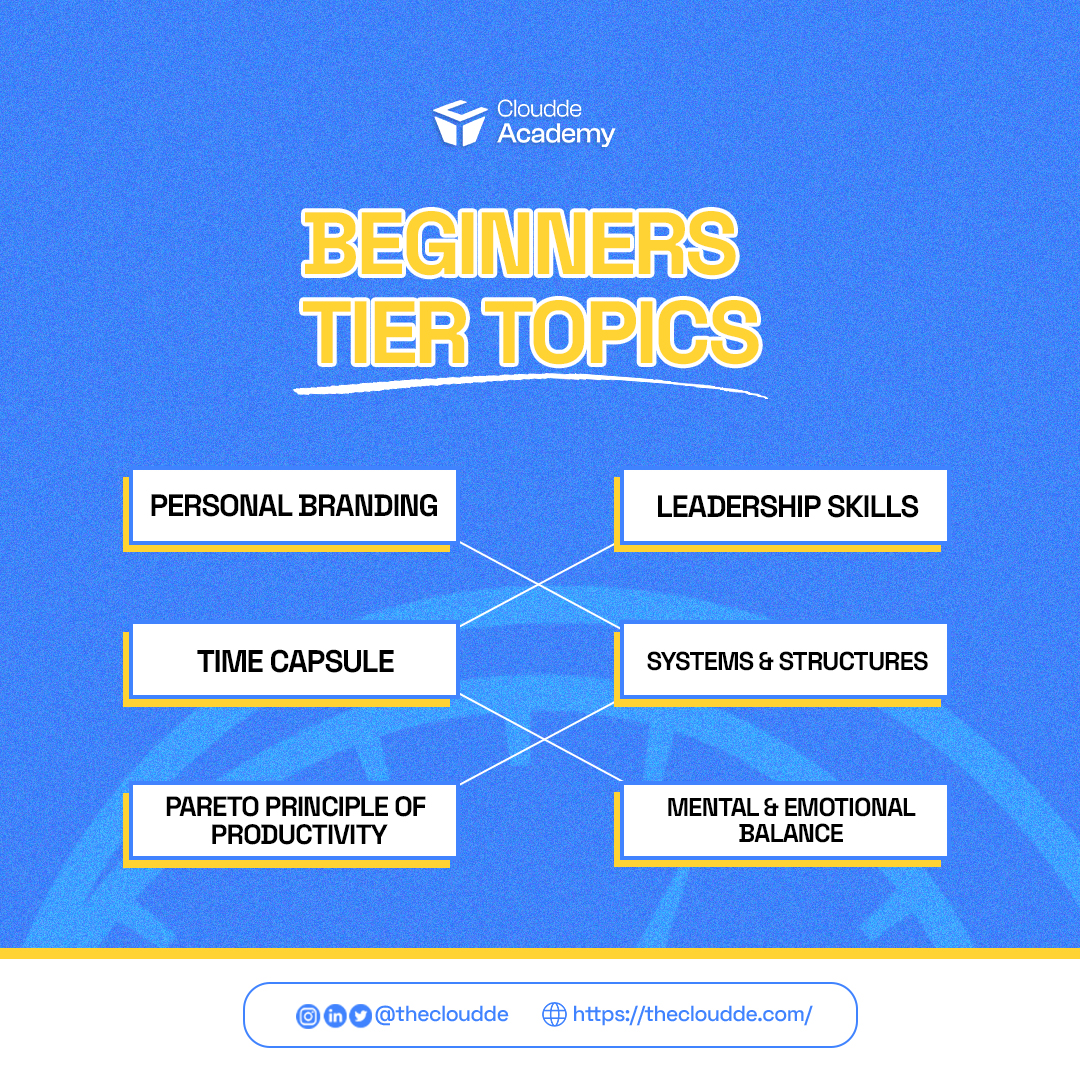 Cloudde
Academy
BEGINNERS
TIER TOPICS
PERSONAL BRANDING
LEADERSHIP SKILLS
TIME CAPSULE
SYSTEMS & STRUCTURES
PARETO PRINCIPLE OF
PRODUCTIVITY
MENTAL & EMOTIONAL
BALANCE
@thecloudde
https://thecloudde.com/